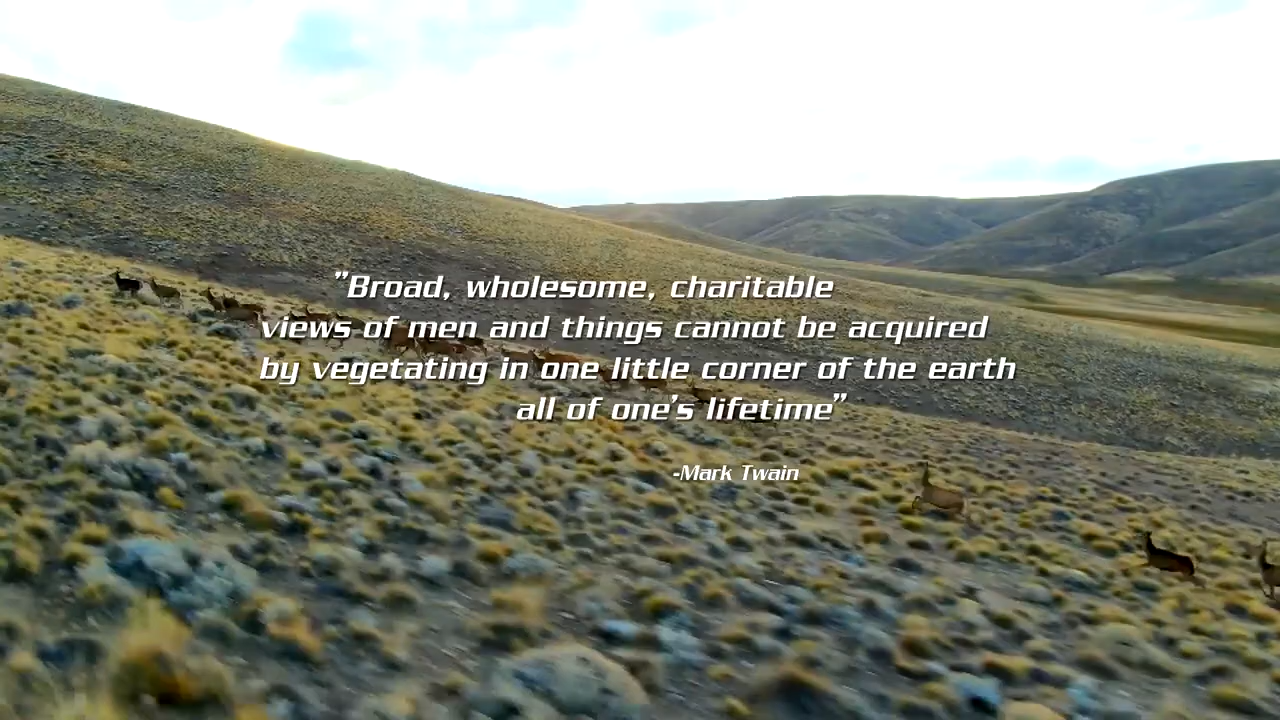 "Broad, wholesome, charitable
views of men and things cannot be acquired
by vegetating in one little corner of the earth
all of one's lifetime"
-Mark Twain